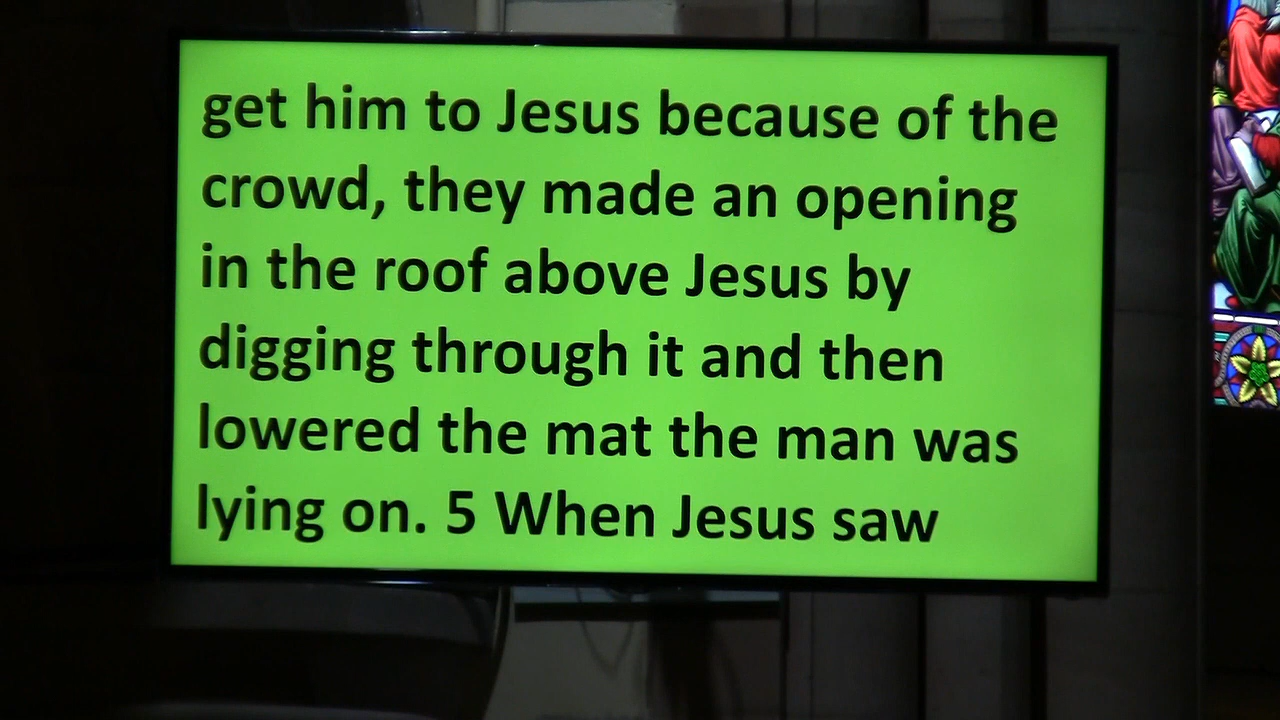 get him to Jesus because of the
crowd, they made an opening
in the roof above Jesus by
digging through it and then
lowered the mat the man was
lying on. 5 When Jesus saw